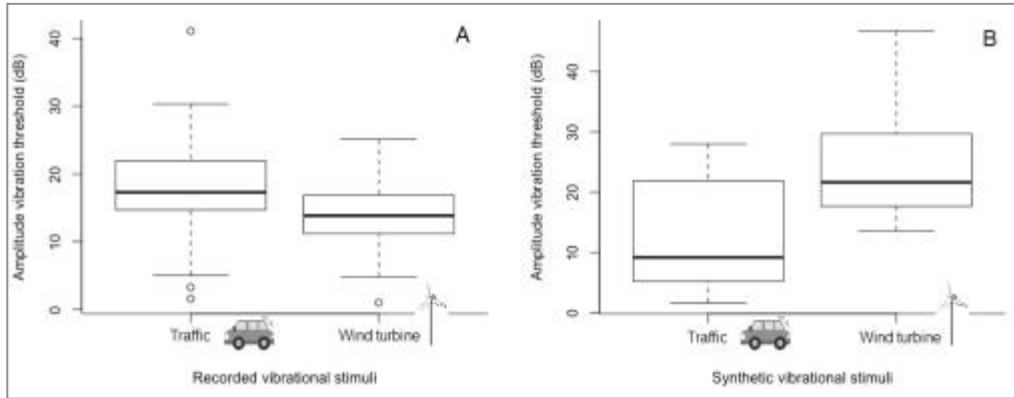 A
Amplitude vibration threshold (dB)
40
30
20
10
0
Traffic
Wind turbine
Recorded vibrational stimuli
B
Amplitude vibration threshold (dB)
40
30
20
10
0
Traffic
Wind turbine
Synthetic vibrational stimuli